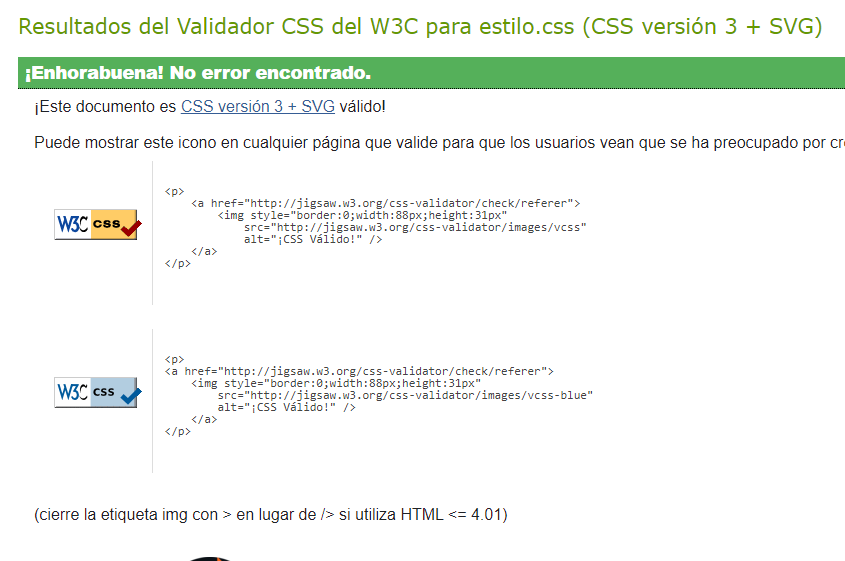 Resultados del Validador CSS del W3C para estilo.css (CSS versión 3 + SVG)
¡Enhorabuena! No error encontrado.
¡Este documento es CSS versión 3 + SVG válido!
Puede mostrar este icono en cualquier página que valide para que los usuarios vean que se ha preocupado por cr
W3C css
<p>
<a href="http://jigsaw.w3.org/css-validator/check/referer">
<img style="border:0;width:88px;height:31px"
src="http://jigsaw.w3.org/css-validator/images/vcss"
alt="¡CSS Válido!" />
</a>
</p>
W3C css
<p>
<a href="http://jigsaw.w3.org/css-validator/check/referer">
<img style="border:0;width:88px;height:31px"
src="http://jigsaw.w3.org/css-validator/images/vcss-blue"
alt="¡CSS Válido!" />
</a>
</p>
(cierre la etiqueta img con > en lugar de /> si utiliza HTML <= 4.01)